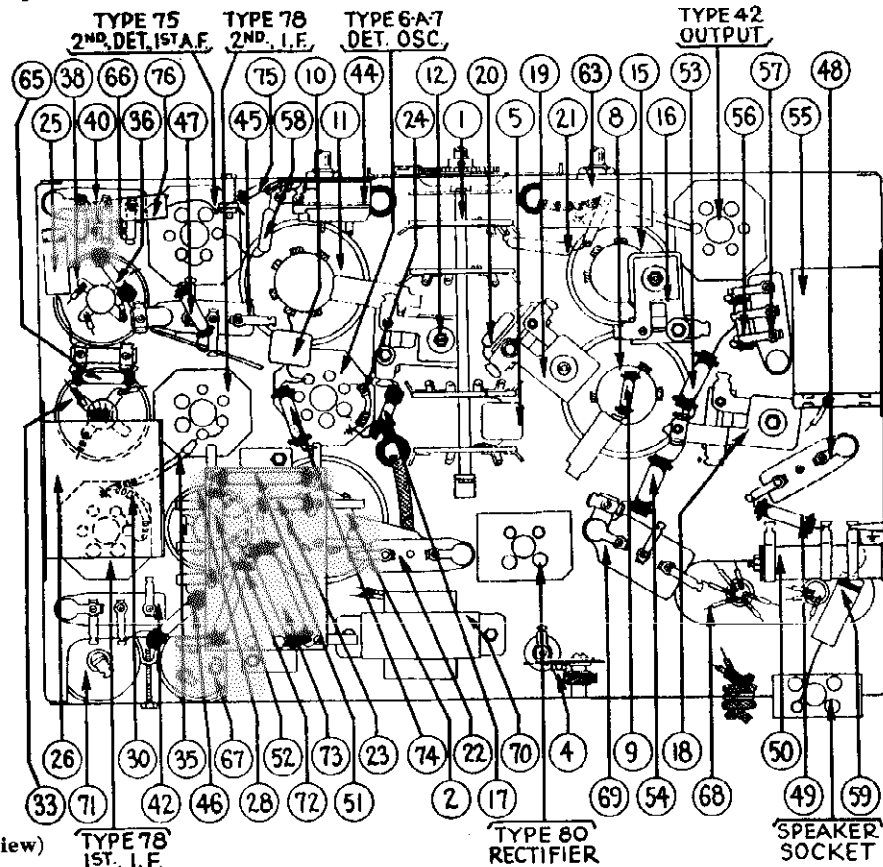 TYPE 75
2ND. DET. 1ST A.F.
TYPE 78
2ND. I.F.
TYPE 6-A-7
DET. OSC.
TYPE 42
OUTPUT
65 38 66 76 75 10 44 12 20 19 63 15 53 57 48
25 40 36 47 45 58 11 24 1 5 21 8 16 56 55
26 30 35 67 52 73 23 74 22 70 4 9 18 68 50
33 71 42 46 28 72 51 2 17 69 54 49 59
iew)
TYPE 78
1ST. I.F.
TYPE 80
RECTIFIER
SPEAKER
SOCKET